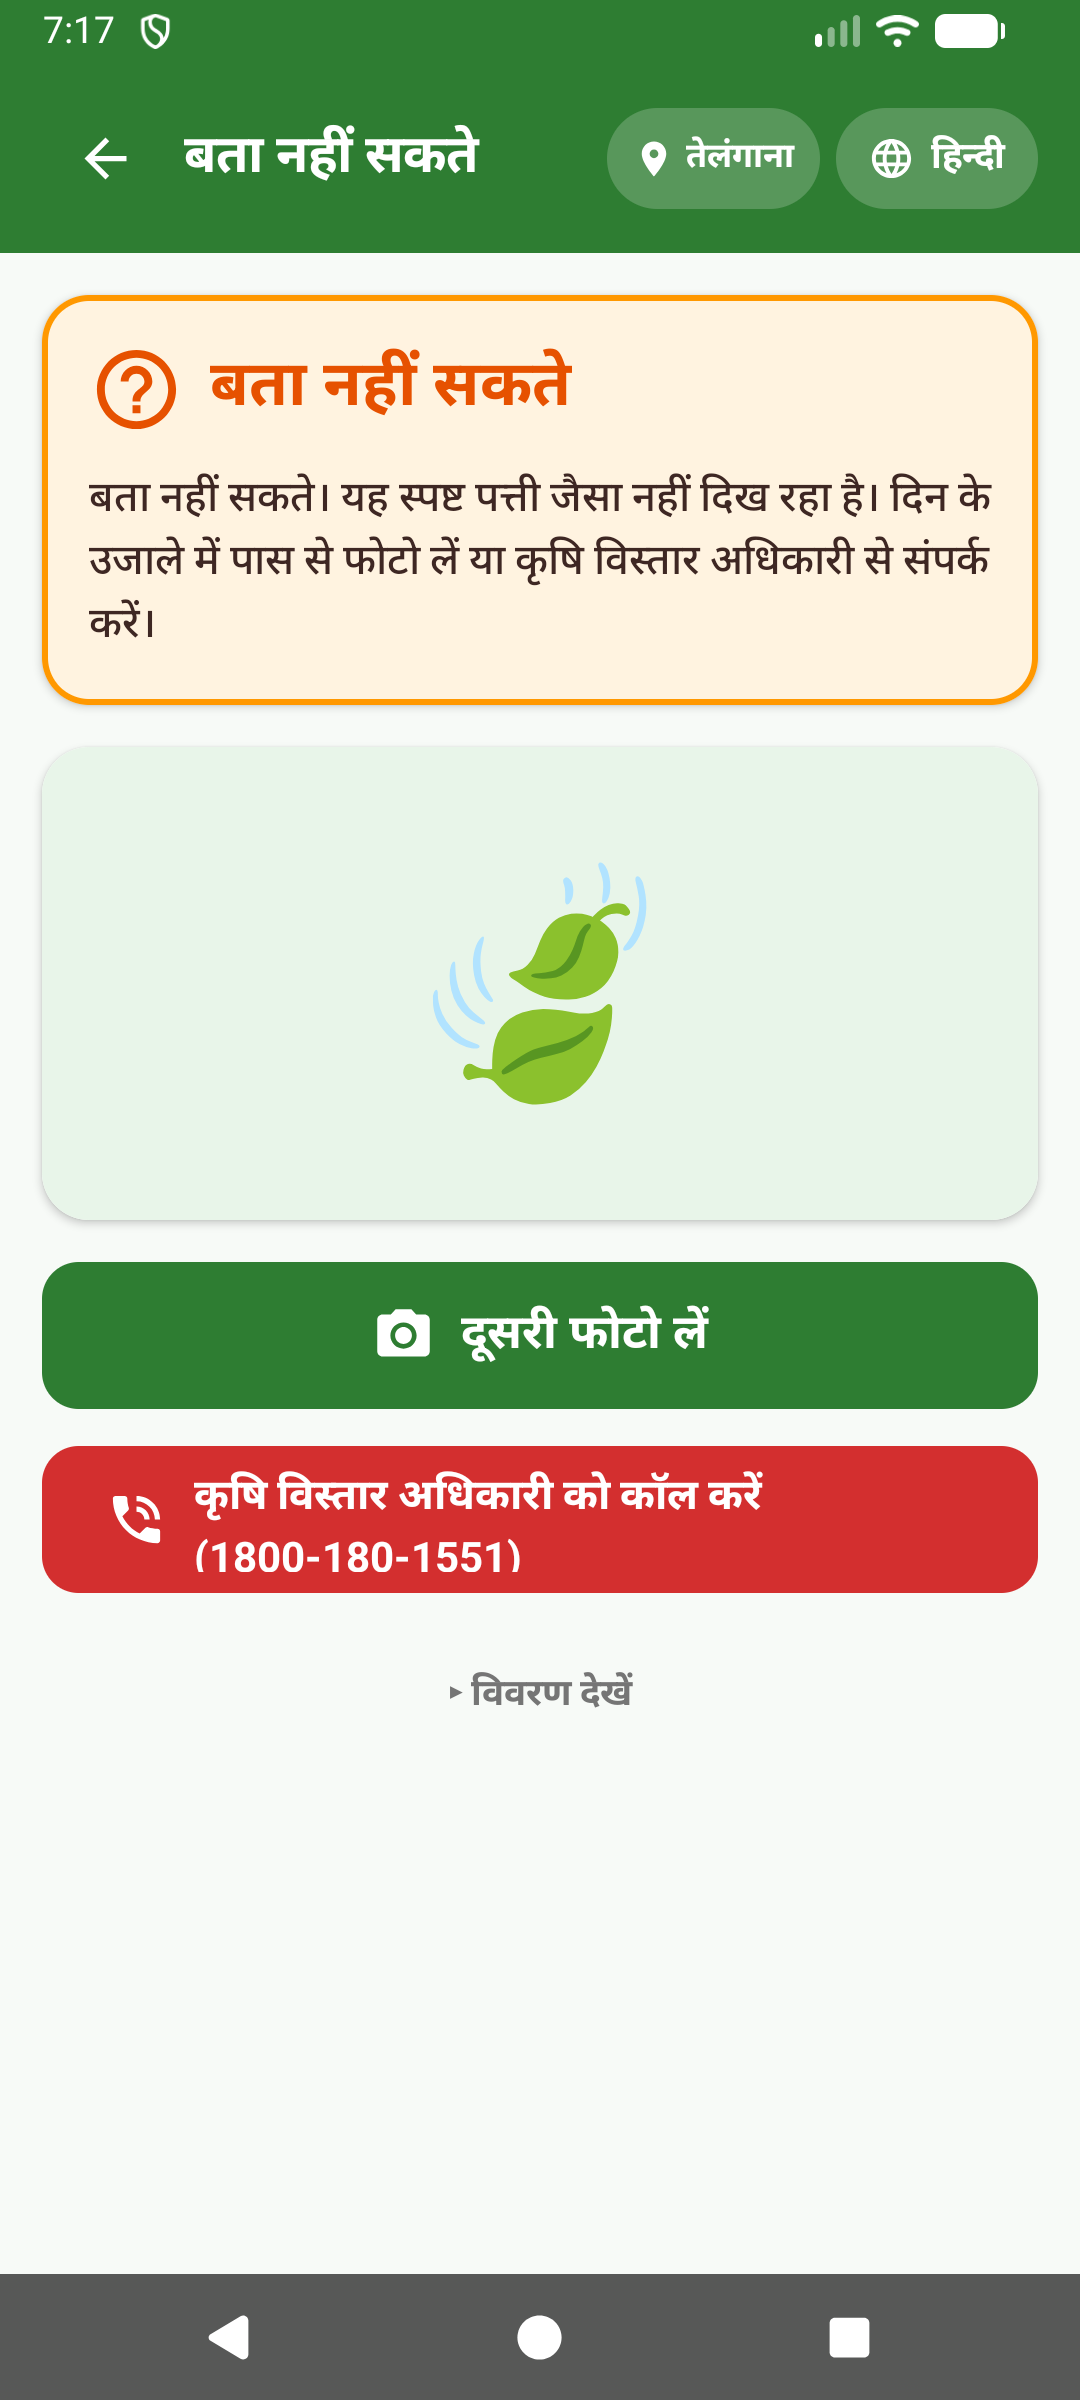 7:17
बता नहीं सकते
तेलंगाना
हिन्दी
बता नहीं सकते
बता नहीं सकते। यह स्पष्ट पत्ती जैसा नहीं दिख रहा है। दिन के
उजाले में पास से फोटो लें या कृषि विस्तार अधिकारी से संपर्क
करें।
दूसरी फोटो लें
कृषि विस्तार अधिकारी को कॉल करें
(1800-180-1551)
▸ विवरण देखें